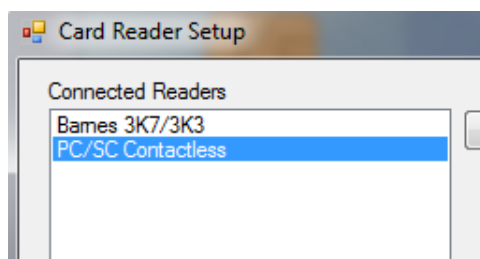 Card Reader Setup
Connected Readers
Barnes 3K7/3K3
PC/SC Contactless